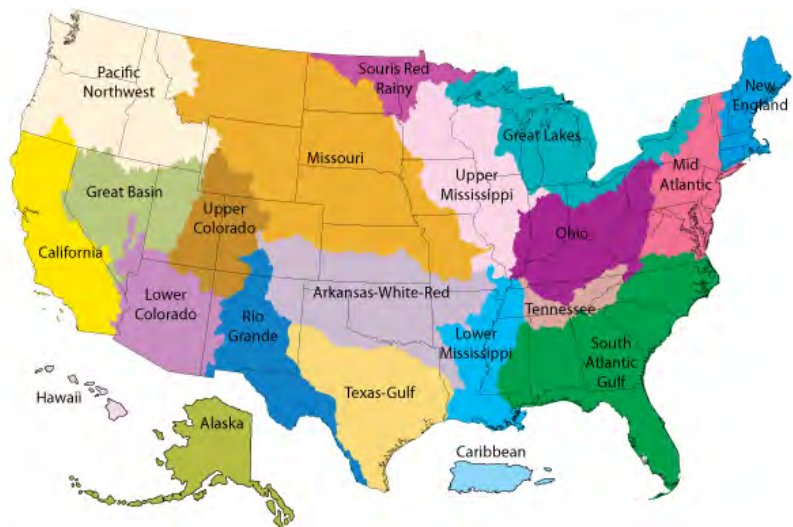 Pacific
Northwest
Souris Red
Rainy
New
England
Great Lakes
Missouri
Upper
Mississippi
Mid
Atlantic
Great Basin
Upper
Colorado
Ohio
California
Lower
Colorado
Arkansas-White-Red
Tennessee
Rio
Grande
Lower
Mississippi
South
Atlantic
Gulf
Texas-Gulf
Hawaii
Alaska
Caribbean